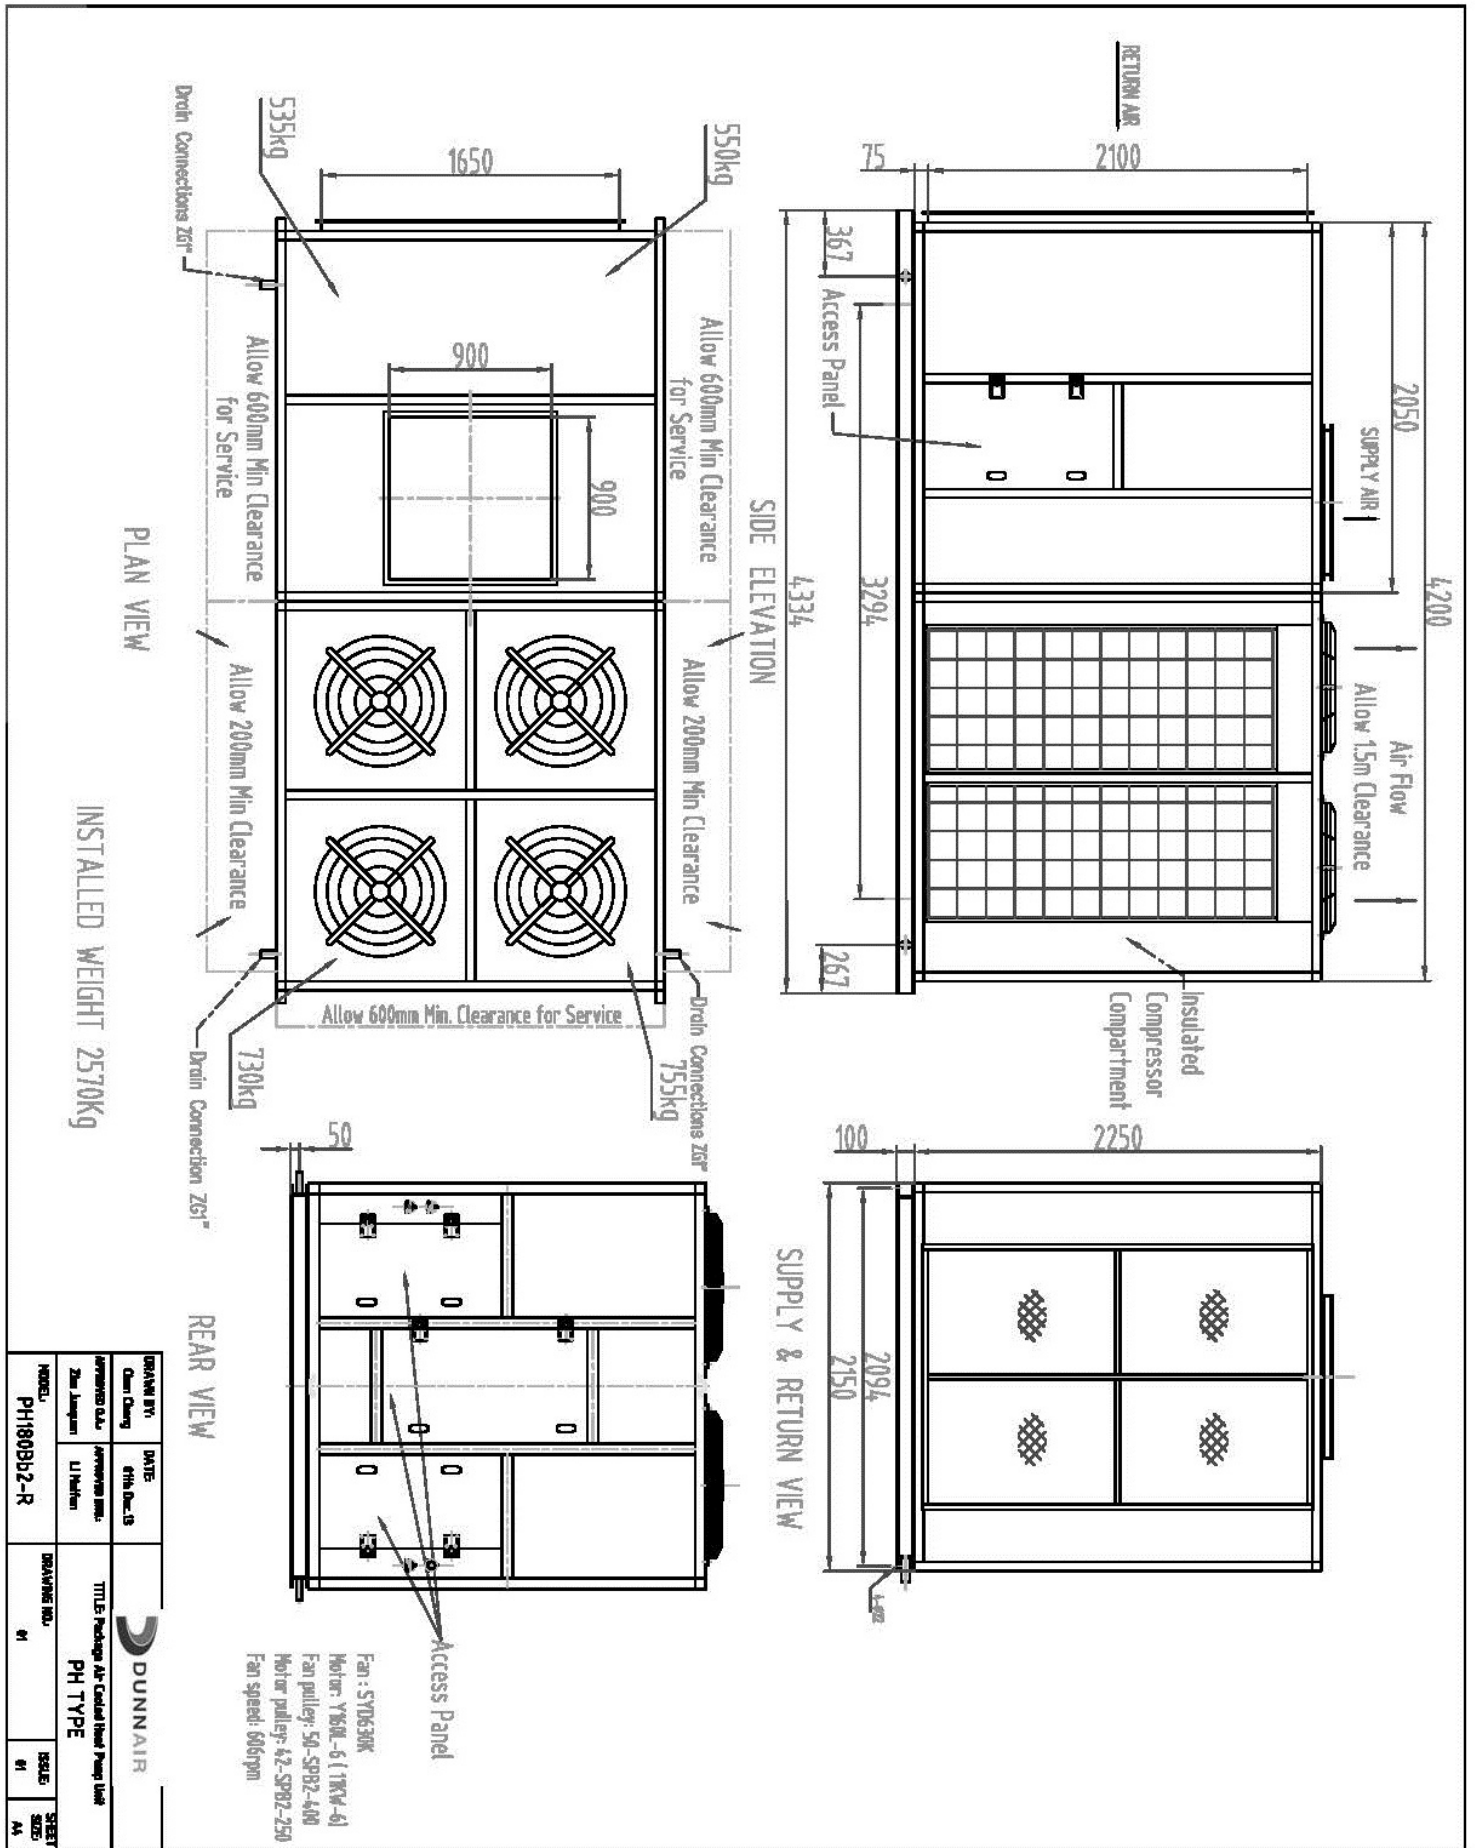 RETURN AIR
2100
75
4200
2050
SUPPLY AIR
Air Flow
Allow 1.5m Clearance
Access Panel
367
3294
267
4334
Insulated
Compressor
Compartment
SIDE ELEVATION
2250
100
2094
2150
SUPPLY & RETURN VIEW
550kg
535kg
1650
Drain Connections ZG1"
Allow 600mm Min Clearance
for Service
Allow 200mm Min Clearance
Drain Connections ZG1"
900
900
Allow 600mm Min. Clearance for Service
755kg
730kg
Allow 600mm Min Clearance
for Service
Allow 200mm Min Clearance
Drain Connection ZG1"
PLAN VIEW
INSTALLED WEIGHT 2570Kg
50
Access Panel
REAR VIEW
Fan: SYD630K
Fan pulley: 50-SPB2-400
Motor pulley: 42-SPB2-250
Fan speed: 606rpm
DUNNAIR
DRAWN BY:
Chen Cheng
DATE:
TITLE: Package Air Cooled Heat Pump Unit
PH TYPE
MODEL:
PH180Bb2-R
DRAWING NO.:
01
ISSUE:
01
SHEET
SIZE:
A4